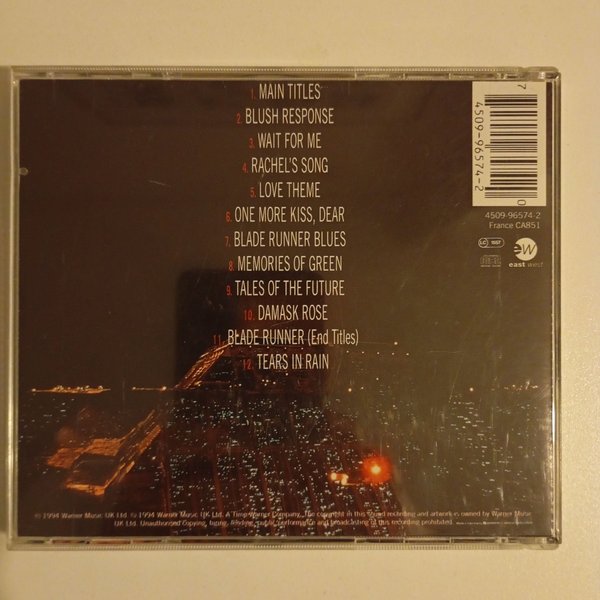 1. MAIN TITLES
2. BLUSH RESPONSE
3. WAIT FOR ME
4. RACHEL'S SONG
5. LOVE THEME
6. ONE MORE KISS, DEAR
7. BLADE RUNNER BLUES
8. MEMORIES OF GREEN
9. TALES OF THE FUTURE
10. DAMASK ROSE
11. BLADE RUNNER (End Titles)
12. TEARS IN RAIN
7 4509-96574-2 0
4509-96574 2
France CA851
LC 1557
east west
℗ 1994 Warner Music UK Ltd. © 1994 Warner Music UK Ltd. A Time Warner Company. The copyright in this sound recording and artwork is owned by Warner Music
UK Ltd. Unauthorised copying, hiring, lending, public performance and broadcasting of this recording prohibited.